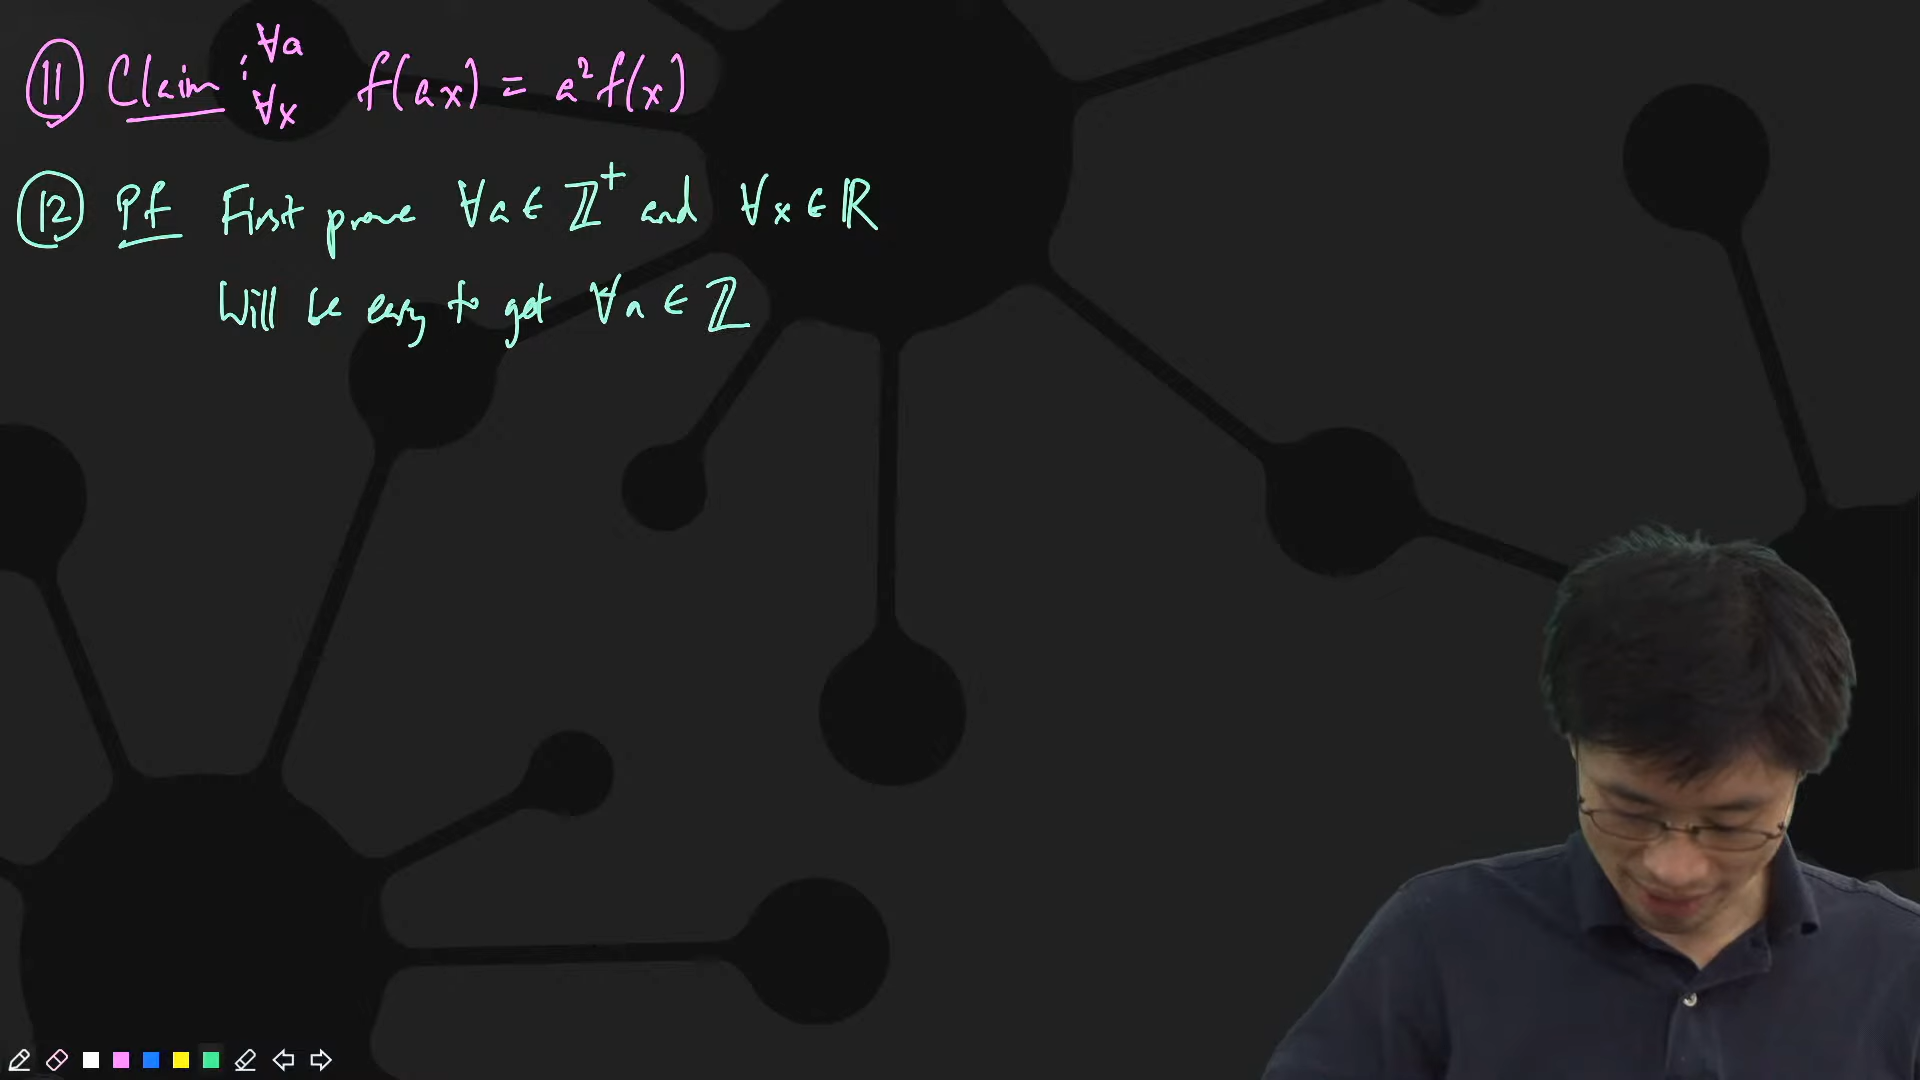 ⑪ Claim: ∀a ∀x f(ax) = a²f(x)
⑫ Pf First prove ∀a ∈ ℤ⁺ and ∀x ∈ ℝ
Will be easy to get ∀a ∈ ℤ